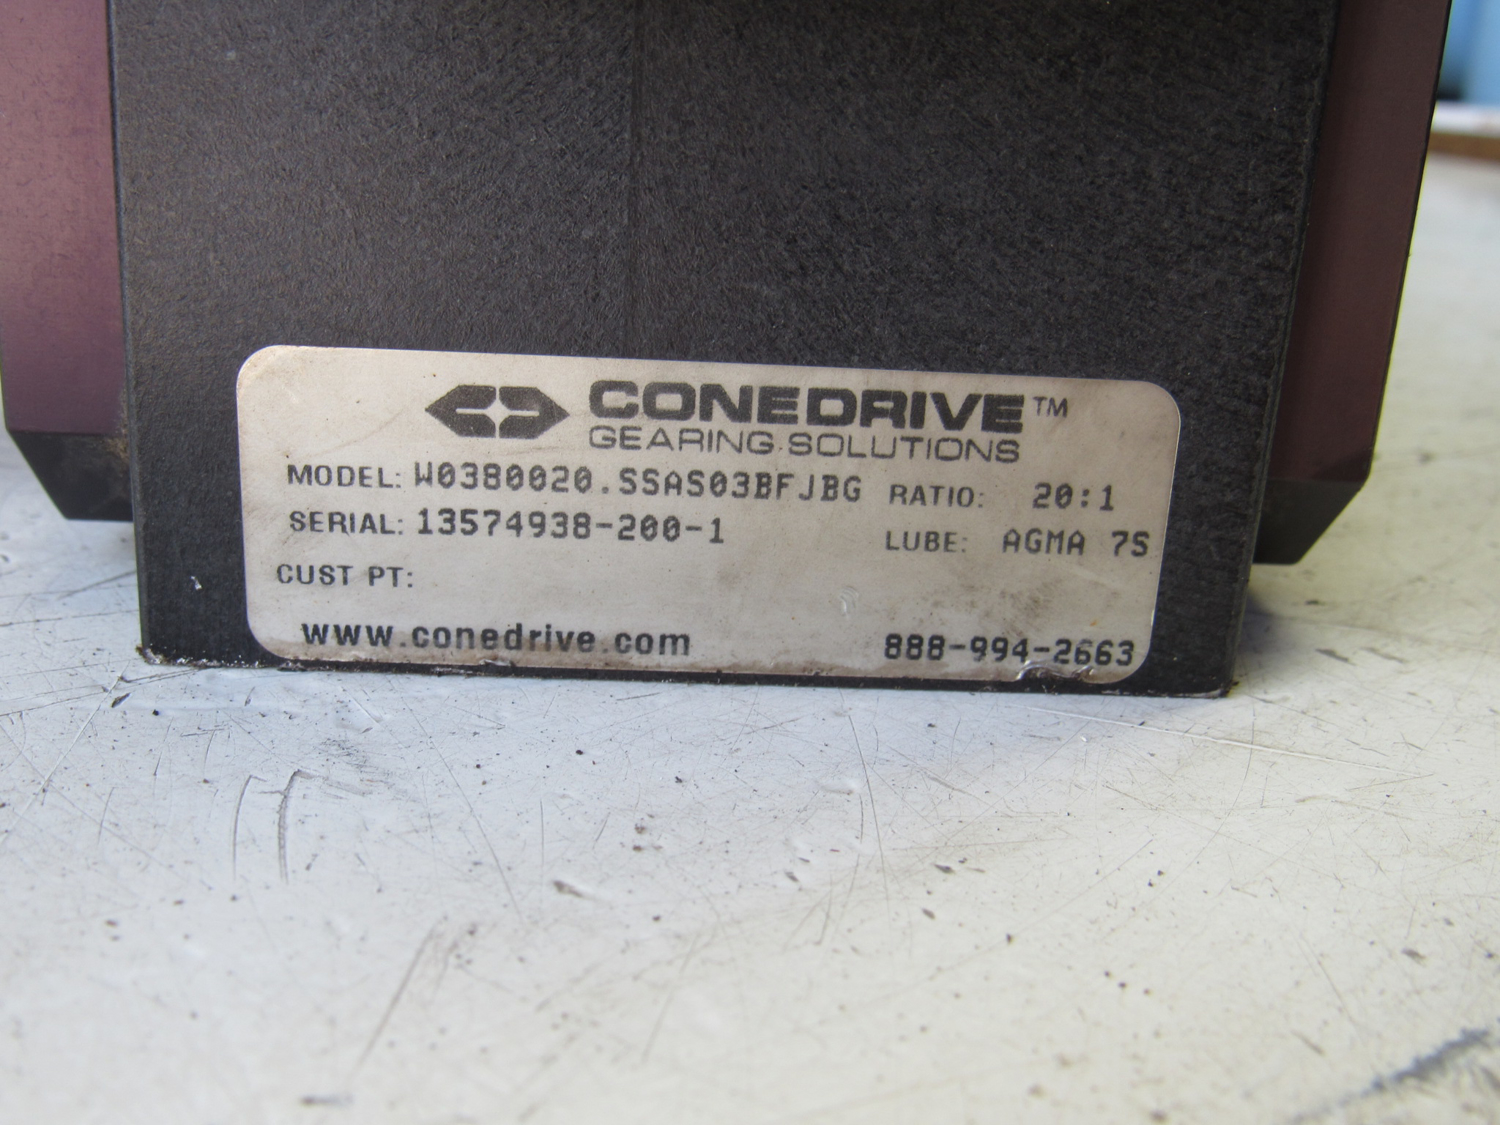 CONEDRIVE™
GEARING SOLUTIONS
MODEL: W0380020.SSAS03BFJBG RATIO: 20:1
SERIAL: 13574938-200-1 LUBE: AGMA 7S
CUST PT:
www.conedrive.com 888-994-2663